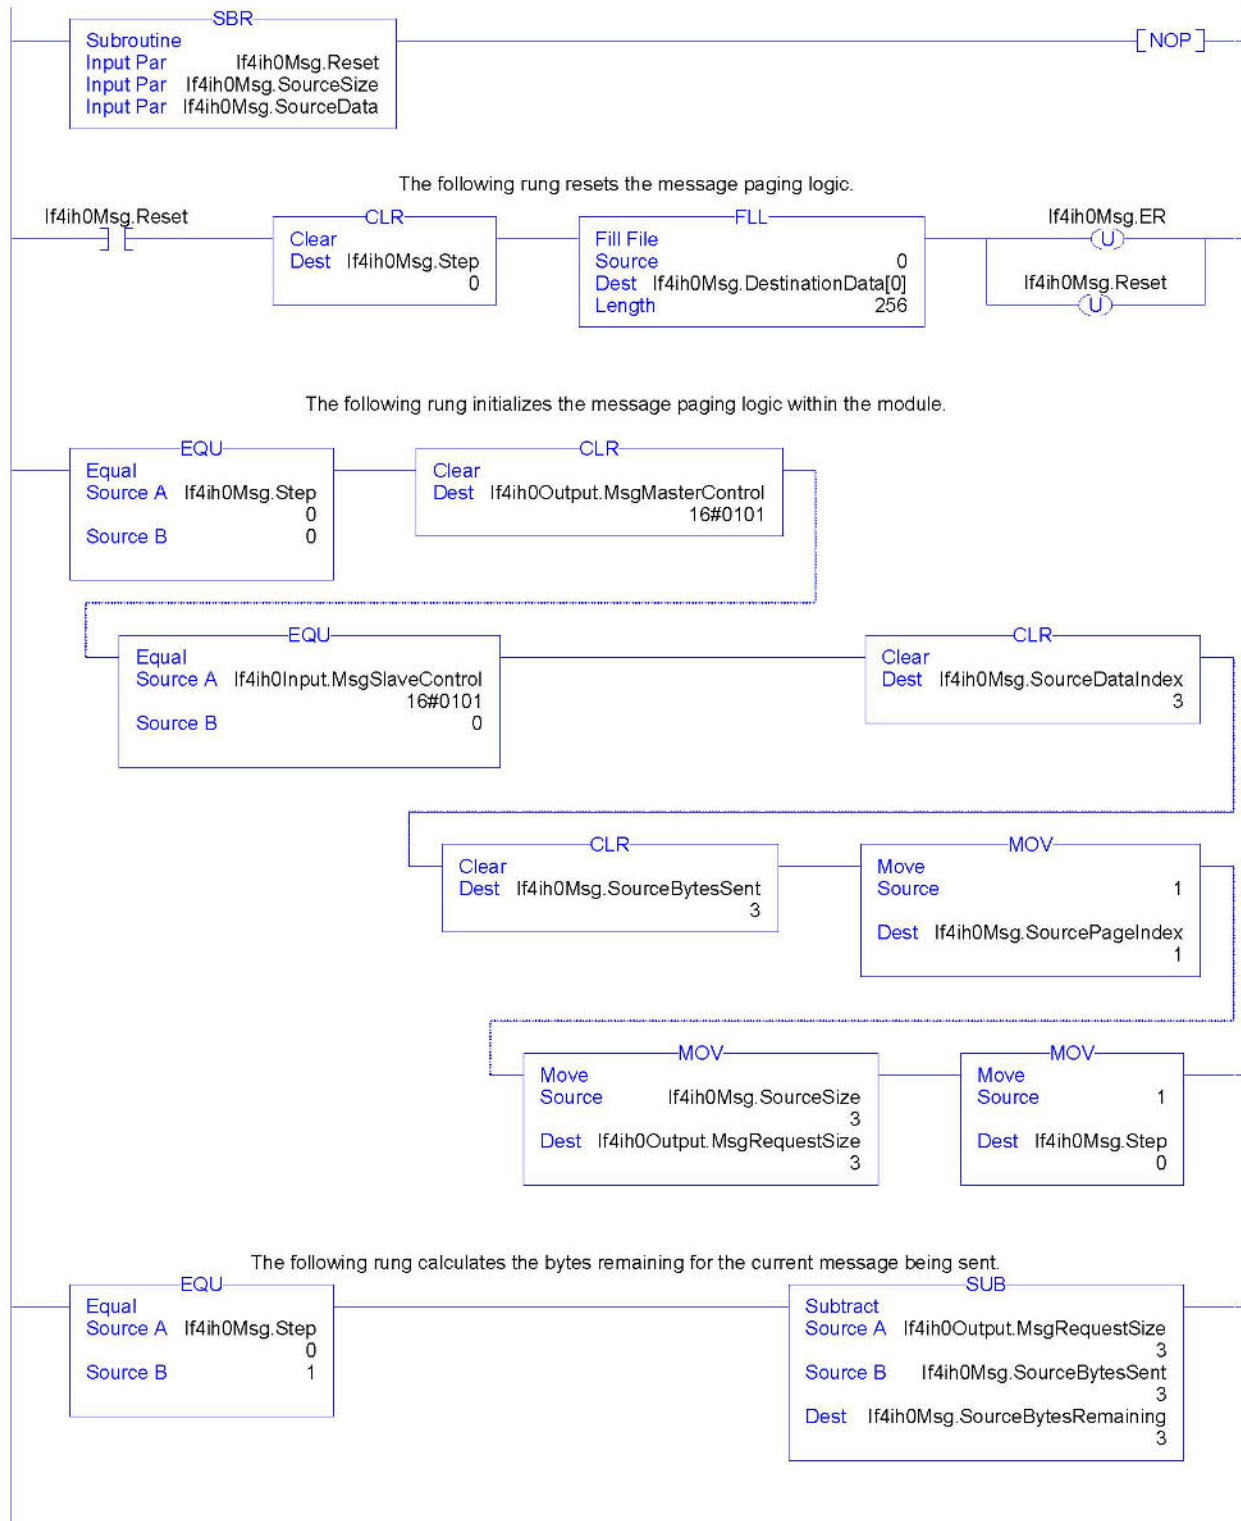 SBR
Subroutine
Input Par If4ih0Msg.Reset
Input Par If4ih0Msg.SourceSize
Input Par If4ih0Msg.SourceData
NOP
The following rung resets the message paging logic.
If4ih0Msg.Reset
CLR
Clear
Dest If4ih0Msg.Step
0
FLL
Fill File
Source 0
Dest If4ih0Msg.DestinationData[0]
Length 256
If4ih0Msg.ER
U
If4ih0Msg.Reset
U
The following rung initializes the message paging logic within the module.
EQU
Equal
Source A If4ih0Msg.Step
0
Source B 0
CLR
Clear
Dest If4ih0Output.MsgMasterControl
16#0101
EQU
Equal
Source A If4ih0Input.MsgSlaveControl
16#0101
Source B 0
CLR
Clear
Dest If4ih0Msg.SourceDataIndex
3
CLR
Clear
Dest If4ih0Msg.SourceBytesSent
3
MOV
Move
Source 1
Dest If4ih0Msg.SourcePageIndex
1
MOV
Move
Source If4ih0Msg.SourceSize
3
Dest If4ih0Output.MsgRequestSize
3
MOV
Move
Source 1
Dest If4ih0Msg.Step
0
The following rung calculates the bytes remaining for the current message being sent.
EQU
Equal
Source A If4ih0Msg.Step
0
Source B 1
SUB
Subtract
Source A If4ih0Output.MsgRequestSize
3
Source B If4ih0Msg.SourceBytesSent
3
Dest If4ih0Msg.SourceBytesRemaining
3